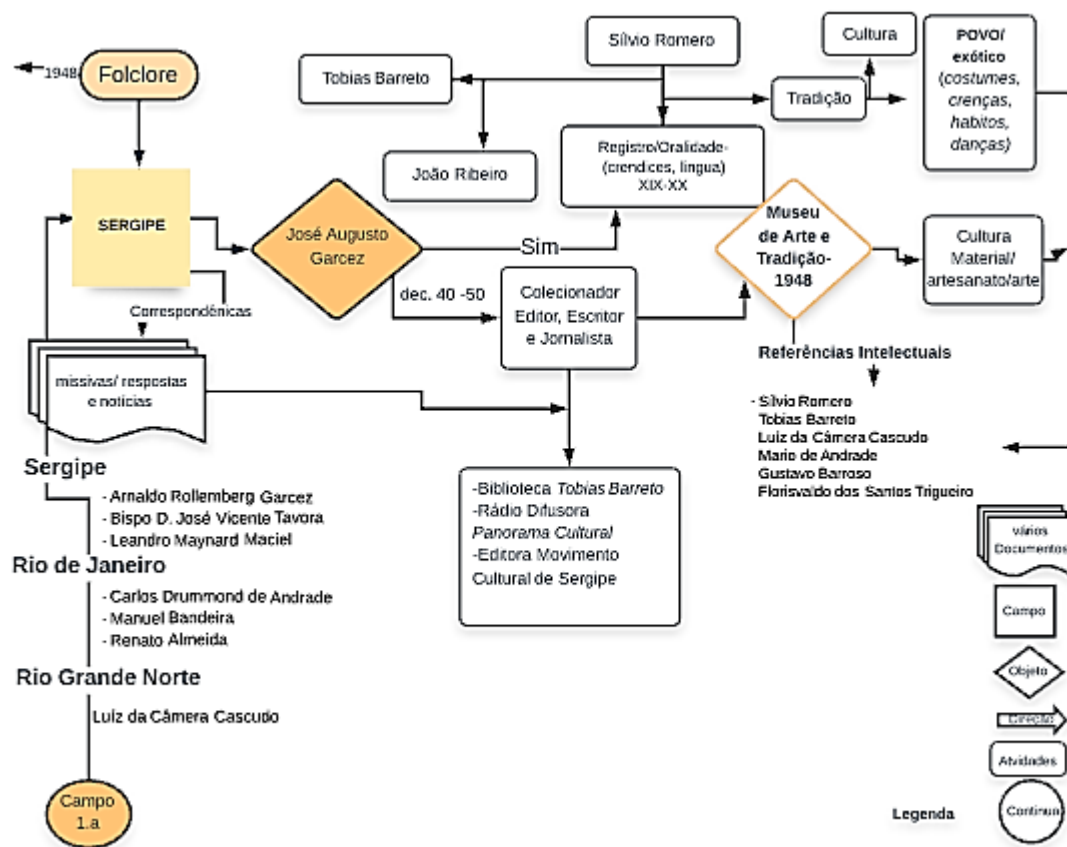 1948
Folclore
Sílvio Romero
Cultura
POVO/
exótico
(costumes,
crenças,
habitos,
danças)
Tobias Barreto
Tradição
João Ribeiro
Registro/Oralidade-
(crendices, lingua)
XIX-XX
SERGIPE
José Augusto
Garcez
Sim
Museu
de Arte e
Tradição-
1948
Cultura
Material/
artesanato/arte
dec. 40 -50
Colecionador
Editor, Escritor
e Jornalista
Correspondênicas
missivas/ respostas
e notícias
Referências Intelectuais
- Sílvio Romero
Tobias Barreto
Luiz da Câmera Cascudo
Mario de Andrade
Gustavo Barroso
Florisvaldo dos Santos Trigueiro
Sergipe
- Arnaldo Rollemberg Garcez
- Bispo D. José Vicente Tavora
- Leandro Maynard Maciel
Rio de Janeiro
- Carlos Drummond de Andrade
- Manuel Bandeira
- Renato Almeida
Rio Grande Norte
Luíz da Câmera Cascudo
Campo
1.a
-Biblioteca Tobias Barreto
-Rádio Difusora
Panorama Cultural
-Editora Movimento
Cultural de Sergipe
vários
Documentos
Campo
Objeto
Direção
Atvidades
Legenda
Continua